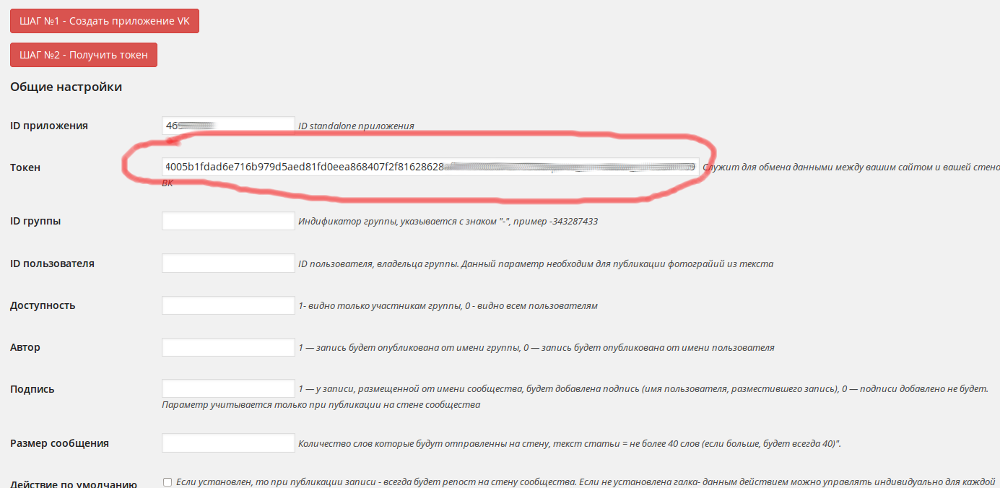 ШАГ №1 - Создать приложение VK
ШАГ №2 - Получить токен
Общие настройки
ID приложения 46 ID standalone приложения
Токен 4005b1fdad6e716b979d5aed81fd0eea868407f2f81628628 9 Служит для обмена данными между вашим сайтом и вашей стено
ВК
ID группы Индификатор группы, указывается с знаком "-", пример -343287433
ID пользователя ID пользователя, владельца группы. Данный параметр необходим для публикации фотограйий из текста
Доступность 1- видно только участникам группы, 0 - видно всем пользователям
Автор 1 — запись будет опубликована от имени группы, 0 — запись будет опубликована от имени пользователя
Подпись 1 — у записи, размещенной от имени сообщества, будет добавлена подпись (имя пользователя, разместившего запись), 0 — подписи добавлено не будет.
Параметр учитывается только при публикации на стене сообщества
Размер сообщения Количество слов которые будут отправленны на стену, текст статьи = не более 40 слов (если больше, будет всегда 40)".
Действие по умолчанию Если установлен, то при публикации записи - всегда будет репост на стену сообщества. Если не установлена галка- данным действием можно управлять индивидуально для каждой